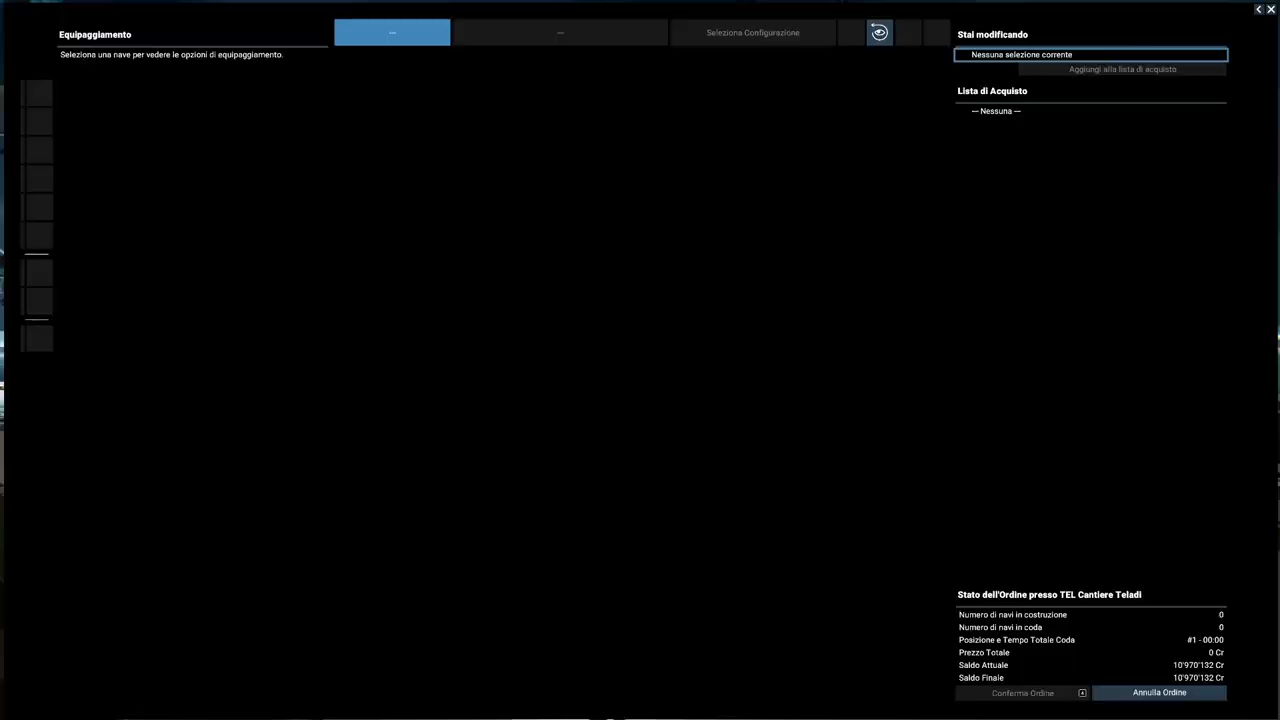 Equipaggiamento
Seleziona una nave per vedere le opzioni di equipaggiamento.
---
---
Seleziona Configurazione
Stai modificando
Nessuna selezione corrente
Aggiungi alla lista di acquisto
Lista di Acquisto
--- Nessuna ---
Stato dell'Ordine presso TEL Cantiere Teladi
Numero di navi in costruzione 0
Numero di navi in coda 0
Posizione e Tempo Totale Coda #1 - 00:00
Prezzo Totale 0 Cr
Saldo Attuale 10'970'132 Cr
Saldo Finale 10'970'132 Cr
Conferma Ordine
Annulla Ordine